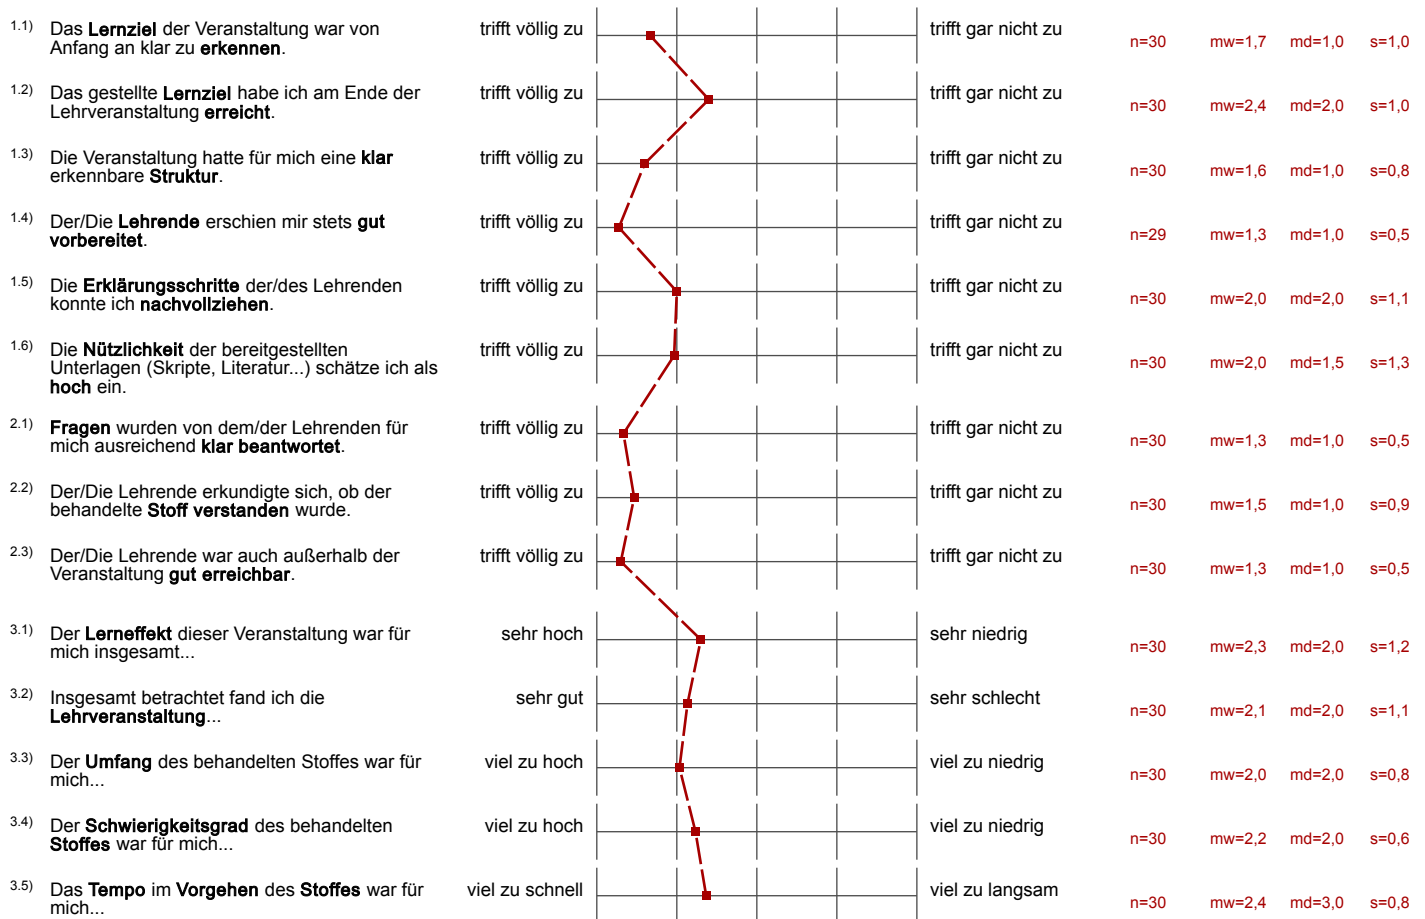 1.1) Das Lernziel der Veranstaltung war von
Anfang an klar zu erkennen.
trifft völlig zu trifft gar nicht zu n=30 mw=1,7 md=1,0 s=1,0
1.2) Das gestellte Lernziel habe ich am Ende der
Lehrveranstaltung erreicht.
trifft völlig zu trifft gar nicht zu n=30 mw=2,4 md=2,0 s=1,0
1.3) Die Veranstaltung hatte für mich eine klar
erkennbare Struktur.
trifft völlig zu trifft gar nicht zu n=30 mw=1,6 md=1,0 s=0,8
1.4) Der/Die Lehrende erschien mir stets gut
vorbereitet.
trifft völlig zu trifft gar nicht zu n=29 mw=1,3 md=1,0 s=0,5
1.5) Die Erklärungsschritte der/des Lehrenden
konnte ich nachvollziehen.
trifft völlig zu trifft gar nicht zu n=30 mw=2,0 md=2,0 s=1,1
1.6) Die Nützlichkeit der bereitgestellten
Unterlagen (Skripte, Literatur...) schätze ich als
hoch ein.
trifft völlig zu trifft gar nicht zu n=30 mw=2,0 md=1,5 s=1,3
2.1) Fragen wurden von dem/der Lehrenden für
mich ausreichend klar beantwortet.
trifft völlig zu trifft gar nicht zu n=30 mw=1,3 md=1,0 s=0,5
2.2) Der/Die Lehrende erkundigte sich, ob der
behandelte Stoff verstanden wurde.
trifft völlig zu trifft gar nicht zu n=30 mw=1,5 md=1,0 s=0,9
2.3) Der/Die Lehrende war auch außerhalb der
Veranstaltung gut erreichbar.
trifft völlig zu trifft gar nicht zu n=30 mw=1,3 md=1,0 s=0,5
3.1) Der Lerneffekt dieser Veranstaltung war für
mich insgesamt...
sehr hoch sehr niedrig n=30 mw=2,3 md=2,0 s=1,2
3.2) Insgesamt betrachtet fand ich die
Lehrveranstaltung...
sehr gut sehr schlecht n=30 mw=2,1 md=2,0 s=1,1
3.3) Der Umfang des behandelten Stoffes war für
mich...
viel zu hoch viel zu niedrig n=30 mw=2,0 md=2,0 s=0,8
3.4) Der Schwierigkeitsgrad des behandelten
Stoffes war für mich...
viel zu hoch viel zu niedrig n=30 mw=2,2 md=2,0 s=0,6
3.5) Das Tempo im Vorgehen des Stoffes war für
mich...
viel zu schnell viel zu langsam n=30 mw=2,4 md=3,0 s=0,8